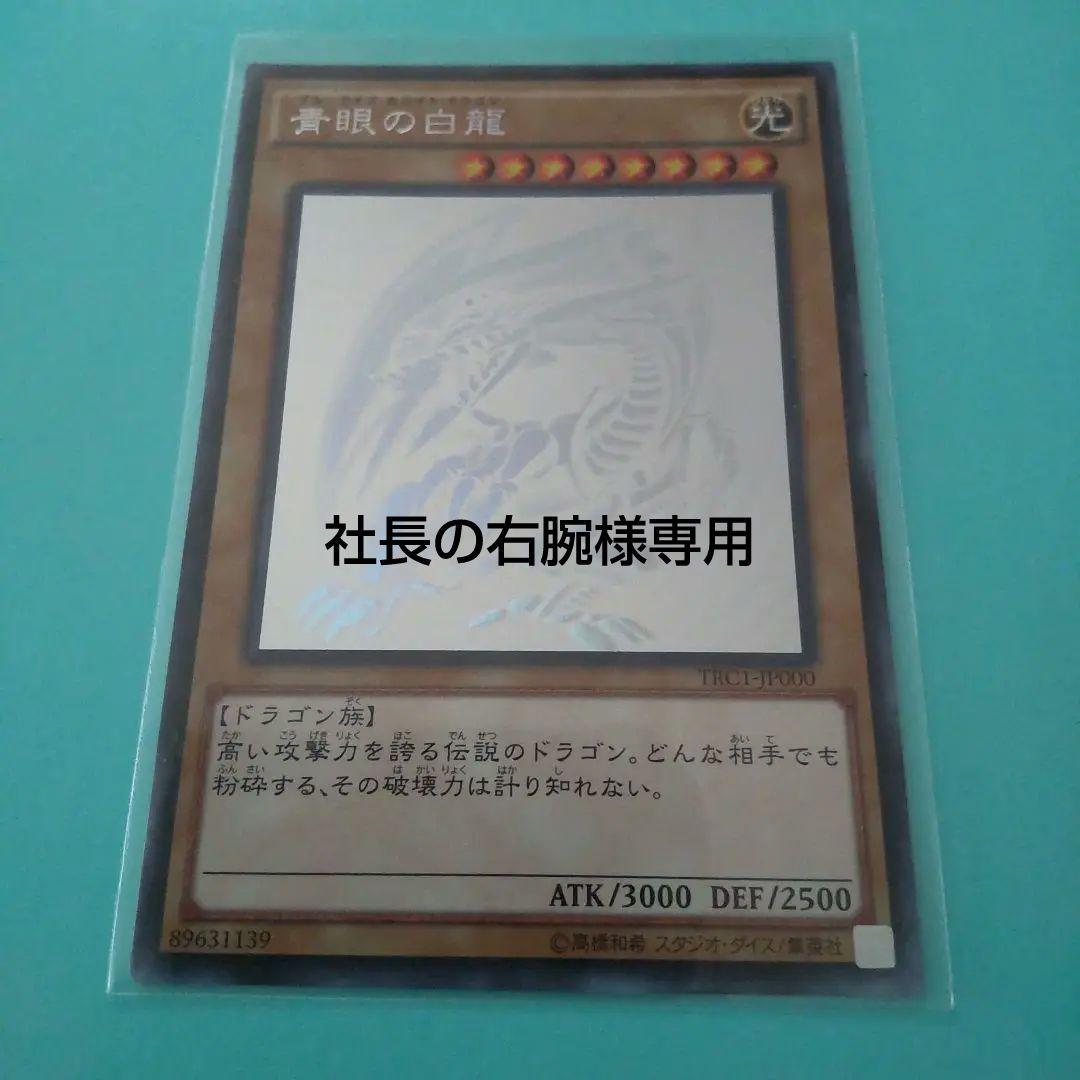 青眼の白龍
光
社長の右腕様専用
TRC1-JP000
【ドラゴン族】
高い攻撃力を誇る伝説のドラゴン。どんな相手でも
粉砕する、その破壊力は計り知れない。
ATK/3000 DEF/2500
89631139 ©高橋和希 スタジオ・ダイス/集英社